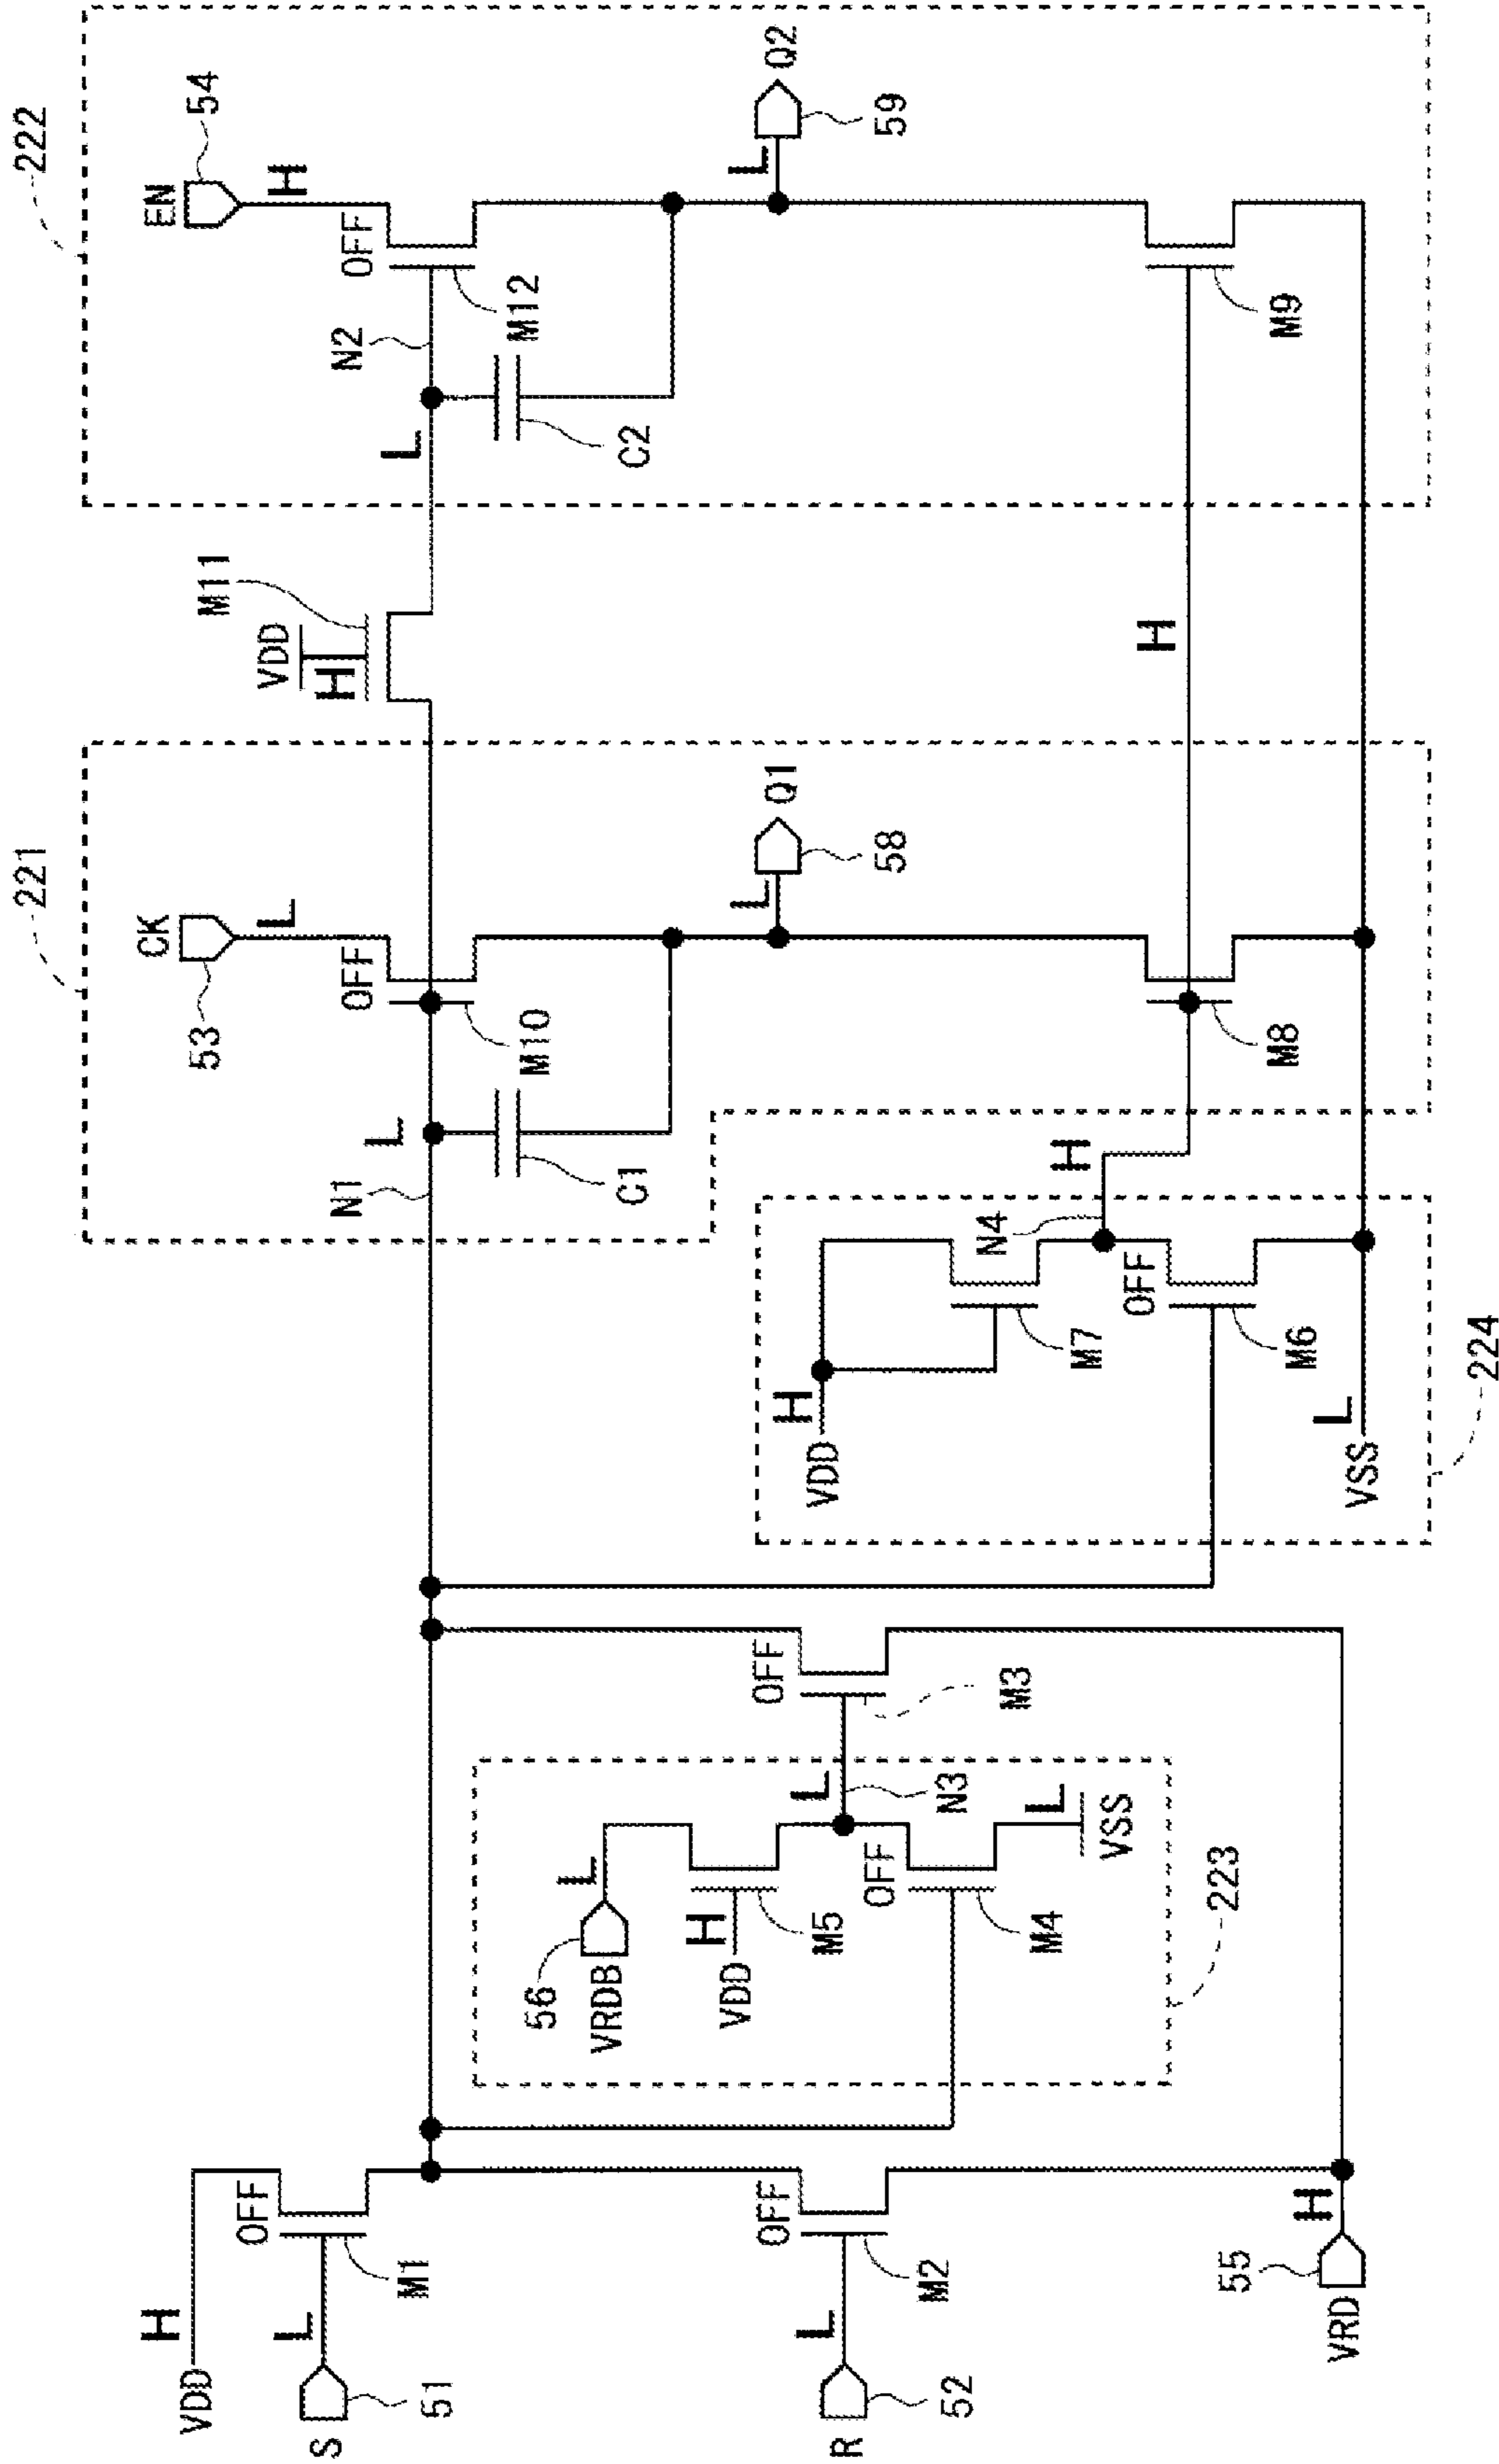 221
222
H
CK
EN
VDD
53
M11
54
OFF
VDD
L
H
L
H
S
N1
OFF
N2
OFF
L
L
M1
51
M10
M12
56
L
VRDB
C1
C2
H
VDD
L
L
OFF
OFF
H
Q1
Q2
L
L
VDD
M5
R
OFF
58
59
M2
N3
52
N4
M3
M4
L
H
M7
VSS
OFF
H
55
223
M8
M9
H
M6
L
VRD
VSS
224